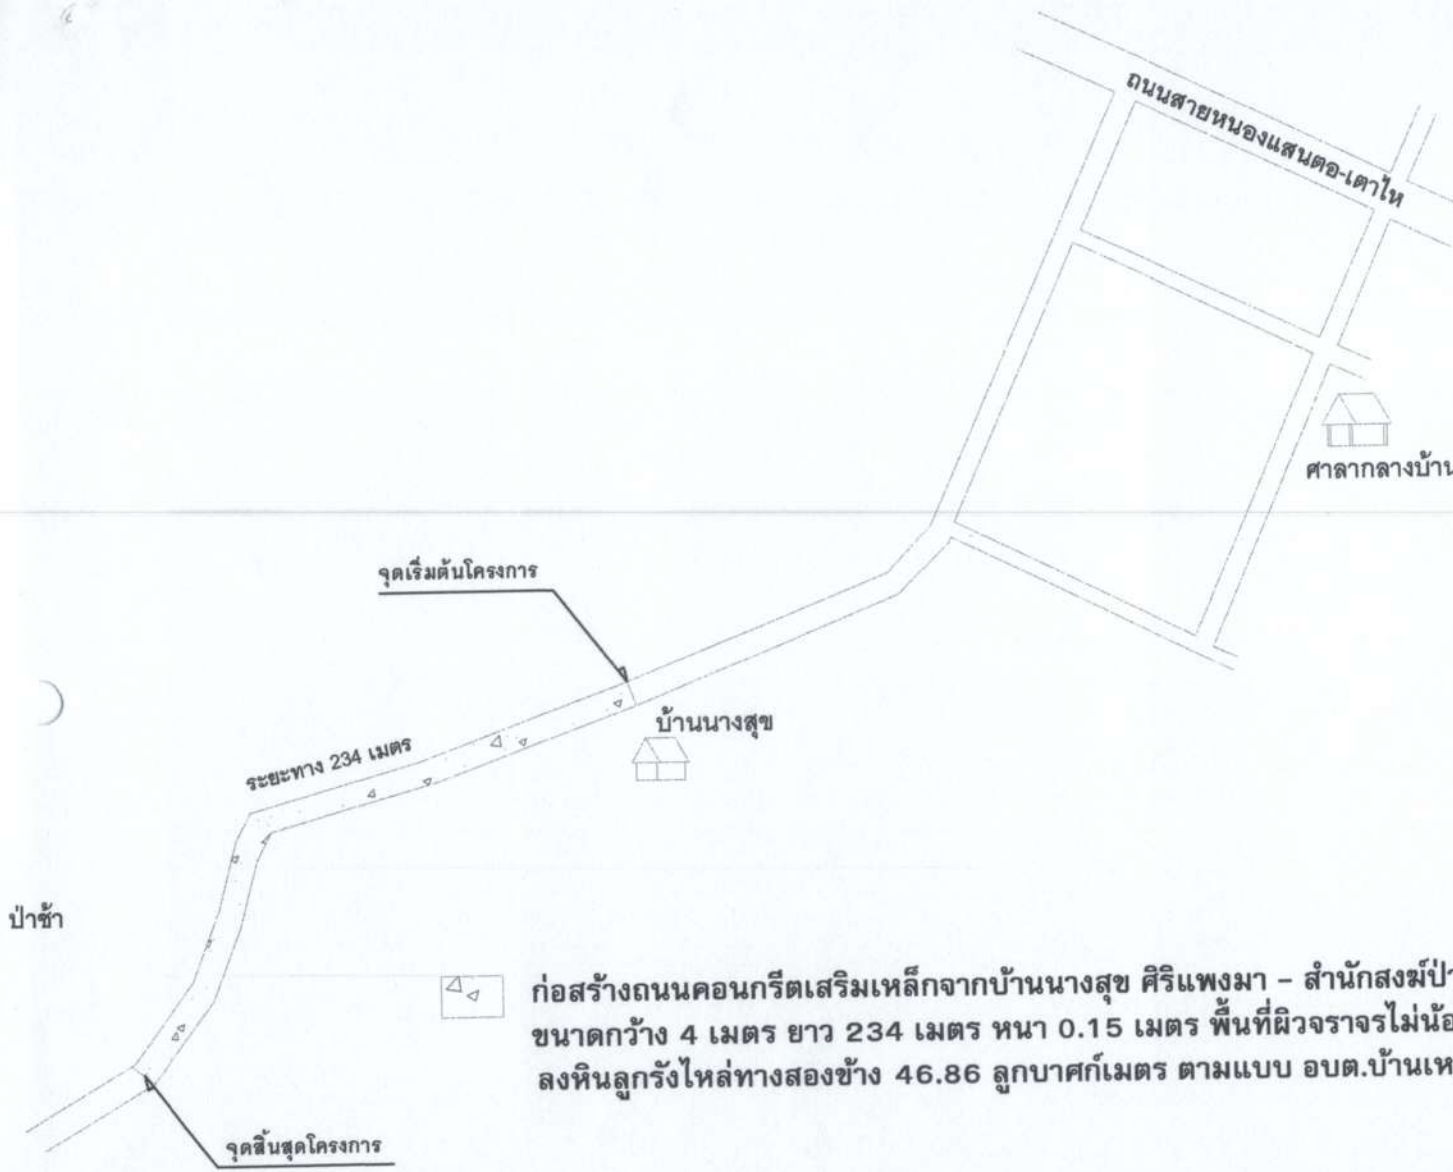 ถนนสายหนองแสนตอ-เตาไห
ศาลากลางบ้าน
จุดเริ่มต้นโครงการ
บ้านนางสุข
ระยะทาง 234 เมตร
ป่าช้า
ก่อสร้างถนนคอนกรีตเสริมเหล็กจากบ้านนางสุข ศิริแพงมา – สำนักสงฆ์ป่า
ขนาดกว้าง 4 เมตร ยาว 234 เมตร หนา 0.15 เมตร พื้นที่ผิวจราจรไม่
ลงหินลูกรังไหล่ทางสองข้าง 46.86 ลูกบาศก์เมตร ตามแบบ อบต.
จุดสิ้นสุดโครงการ